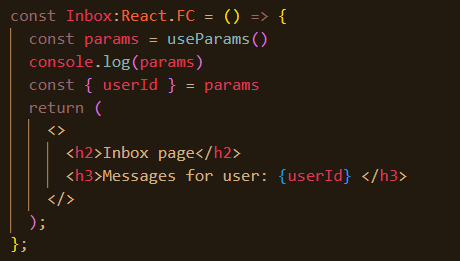 const Inbox:React.FC = () => {
const params = useParams()
console.log(params)
const { userId } = params
return (
<>
<h2>Inbox page</h2>
<h3>Messages for user: {userId} </h3>
</>
);
};